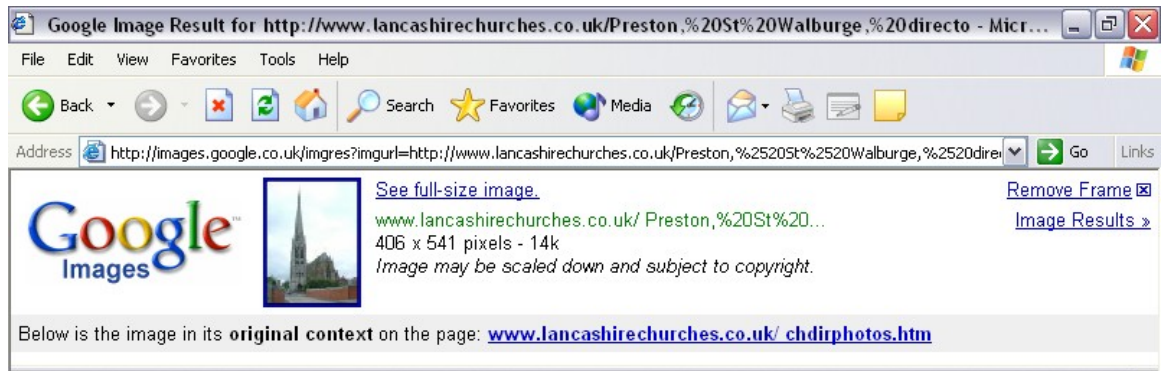 Google Image Result for http://www.lancashirechurches.co.uk/Preston,%20St%20Walburge,%20directo - Micr...
File Edit View Favorites Tools Help
Back Search Favorites Media
Address http://images.google.co.uk/imgres?imgurl=http://www.lancashirechurches.co.uk/Preston,%2520St%2520Walburge,%2520dire Go Links
Google™
Images
See full-size image.
www.lancashirechurches.co.uk/ Preston,%20St%20...
406 x 541 pixels - 14k
Image may be scaled down and subject to copyright.
Remove Frame
Image Results »
Below is the image in its original context on the page: www.lancashirechurches.co.uk/ chdirphotos.htm